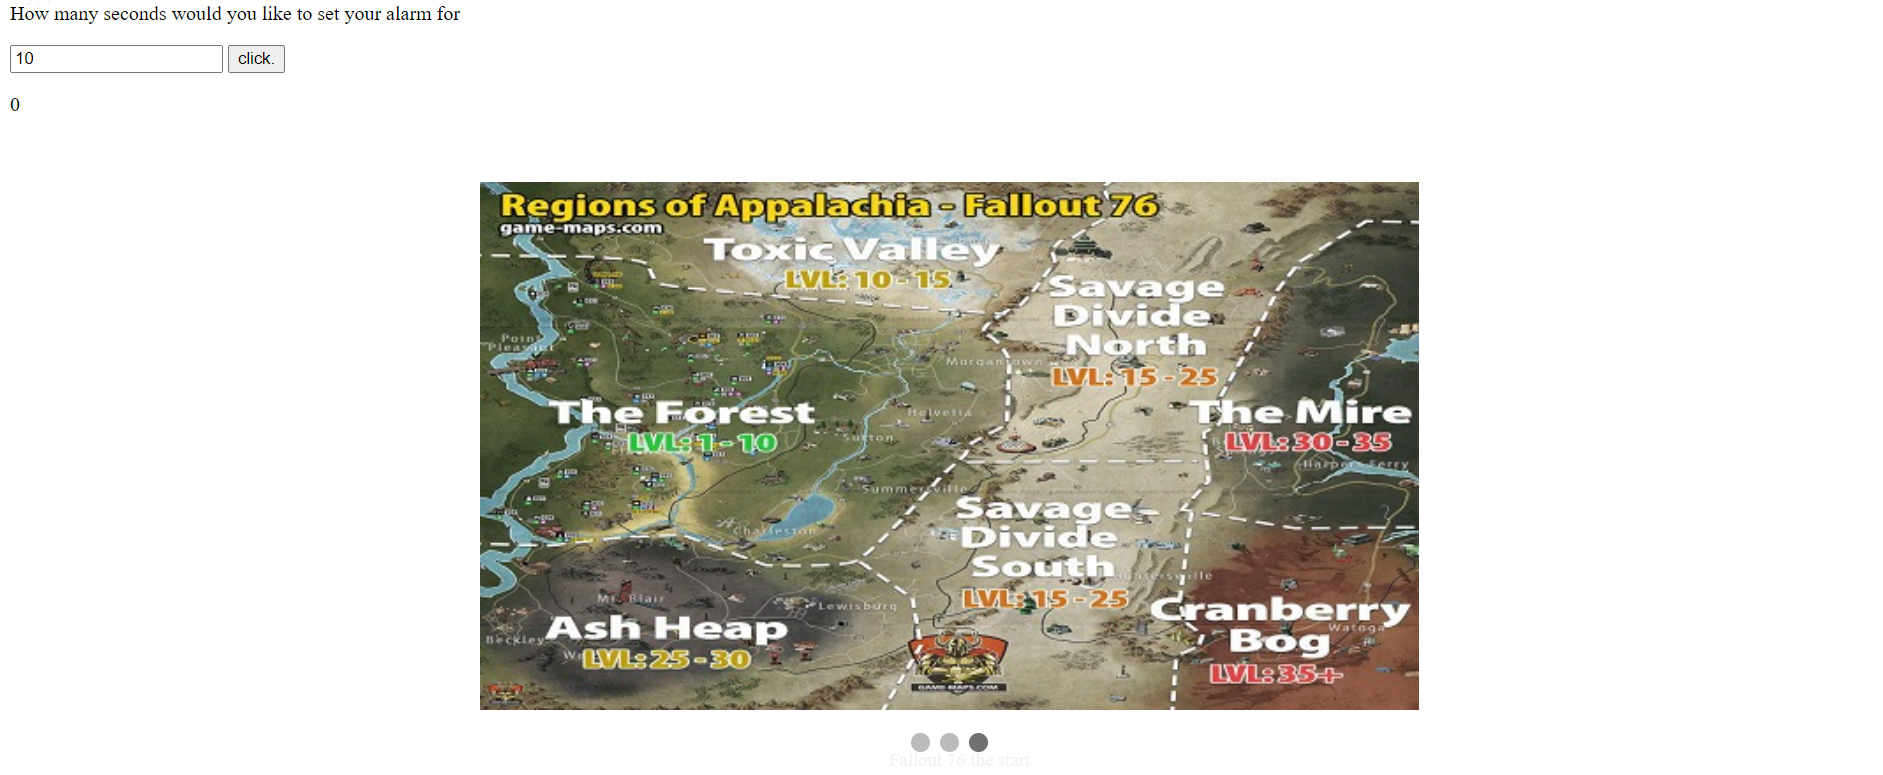 How many seconds would you like to set your alarm for
10 click.
0
Regions of Appalachia - Fallout 76
game-maps.com
Toxic Valley
LVL: 10 - 15
Savage
Divide
North
LVL: 15 - 25
Point
Pleasant
Morgantown
The Forest
LVL: 1 - 10
Helvetia
Sutton
The Mire
LVL: 30 - 35
Harpers Ferry
Summersville
Charleston
Savage
Divide
South
LVL: 15 - 25
Huntersville
Mt. Blair
Lewisburg
Beckley
Ash Heap
LVL: 25 - 30
Cranberry
Watoga
Bog
LVL: 35+
GAME-MAPS.COM
Fallout 76 the start